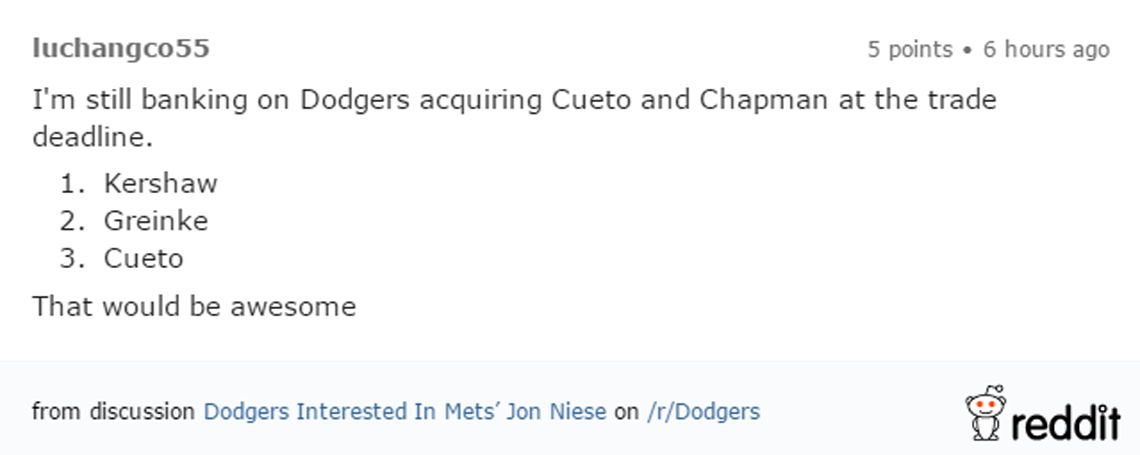 luchangco55
5 points • 6 hours ago
I'm still banking on Dodgers acquiring Cueto and Chapman at the trade
deadline.
1. Kershaw
2. Greinke
3. Cueto
That would be awesome
from discussion Dodgers Interested In Mets’ Jon Niese on /r/Dodgers
reddit